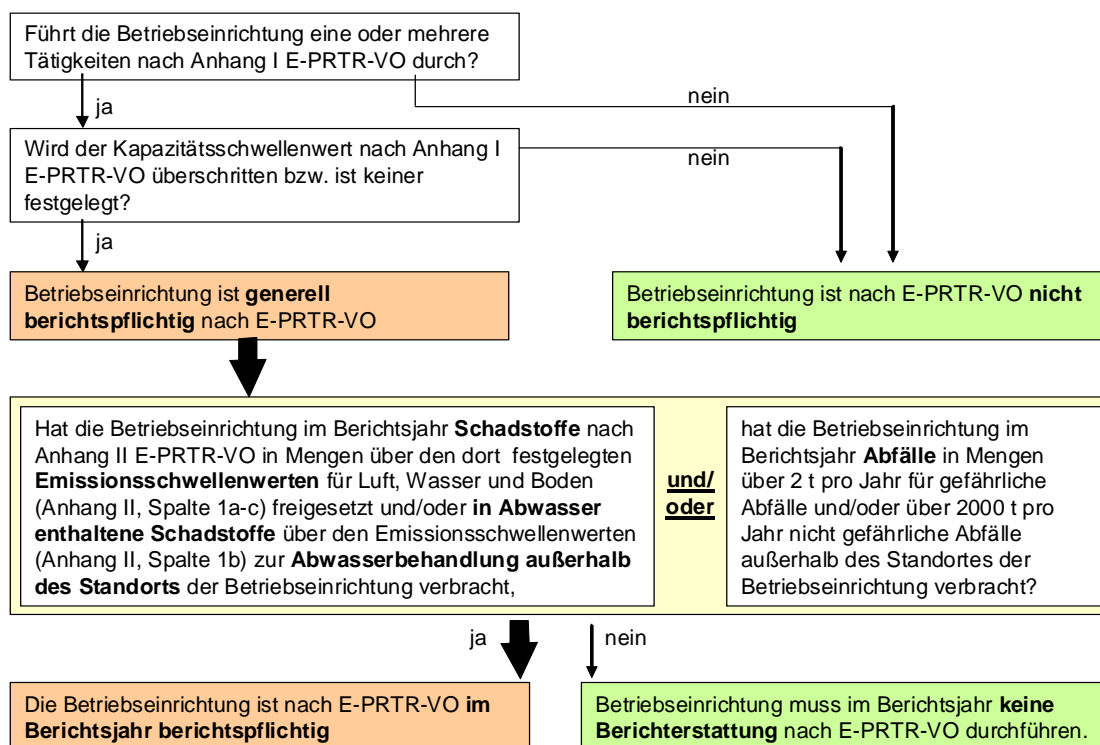 Führt die Betriebseinrichtung eine oder mehrere
Tätigkeiten nach Anhang I E-PRTR-VO durch?
ja
nein
Wird der Kapazitätsschwellenwert nach Anhang I
E-PRTR-VO überschritten bzw. ist keiner
festgelegt?
nein
ja
Betriebseinrichtung ist generell
berichtspflichtig nach E-PRTR-VO
Betriebseinrichtung ist nach E-PRTR-VO nicht
berichtspflichtig
Hat die Betriebseinrichtung im Berichtsjahr Schadstoffe nach
Anhang II E-PRTR-VO in Mengen über den dort festgelegten
Emissionsschwellenwerten für Luft, Wasser und Boden
(Anhang II, Spalte 1a-c) freigesetzt und/oder in Abwasser
enthaltene Schadstoffe über den Emissionsschwellenwerten
(Anhang II, Spalte 1b) zur Abwasserbehandlung außerhalb
des Standorts der Betriebseinrichtung verbracht,
und/
oder
hat die Betriebseinrichtung im
Berichtsjahr Abfälle in Mengen
über 2 t pro Jahr für gefährliche
Abfälle und/oder über 2000 t pro
Jahr nicht gefährliche Abfälle
außerhalb des Standortes der
Betriebseinrichtung verbracht?
ja
nein
Die Betriebseinrichtung ist nach E-PRTR-VO im
Berichtsjahr berichtspflichtig
Betriebseinrichtung muss im Berichtsjahr keine
Berichterstattung nach E-PRTR-VO durchführen.